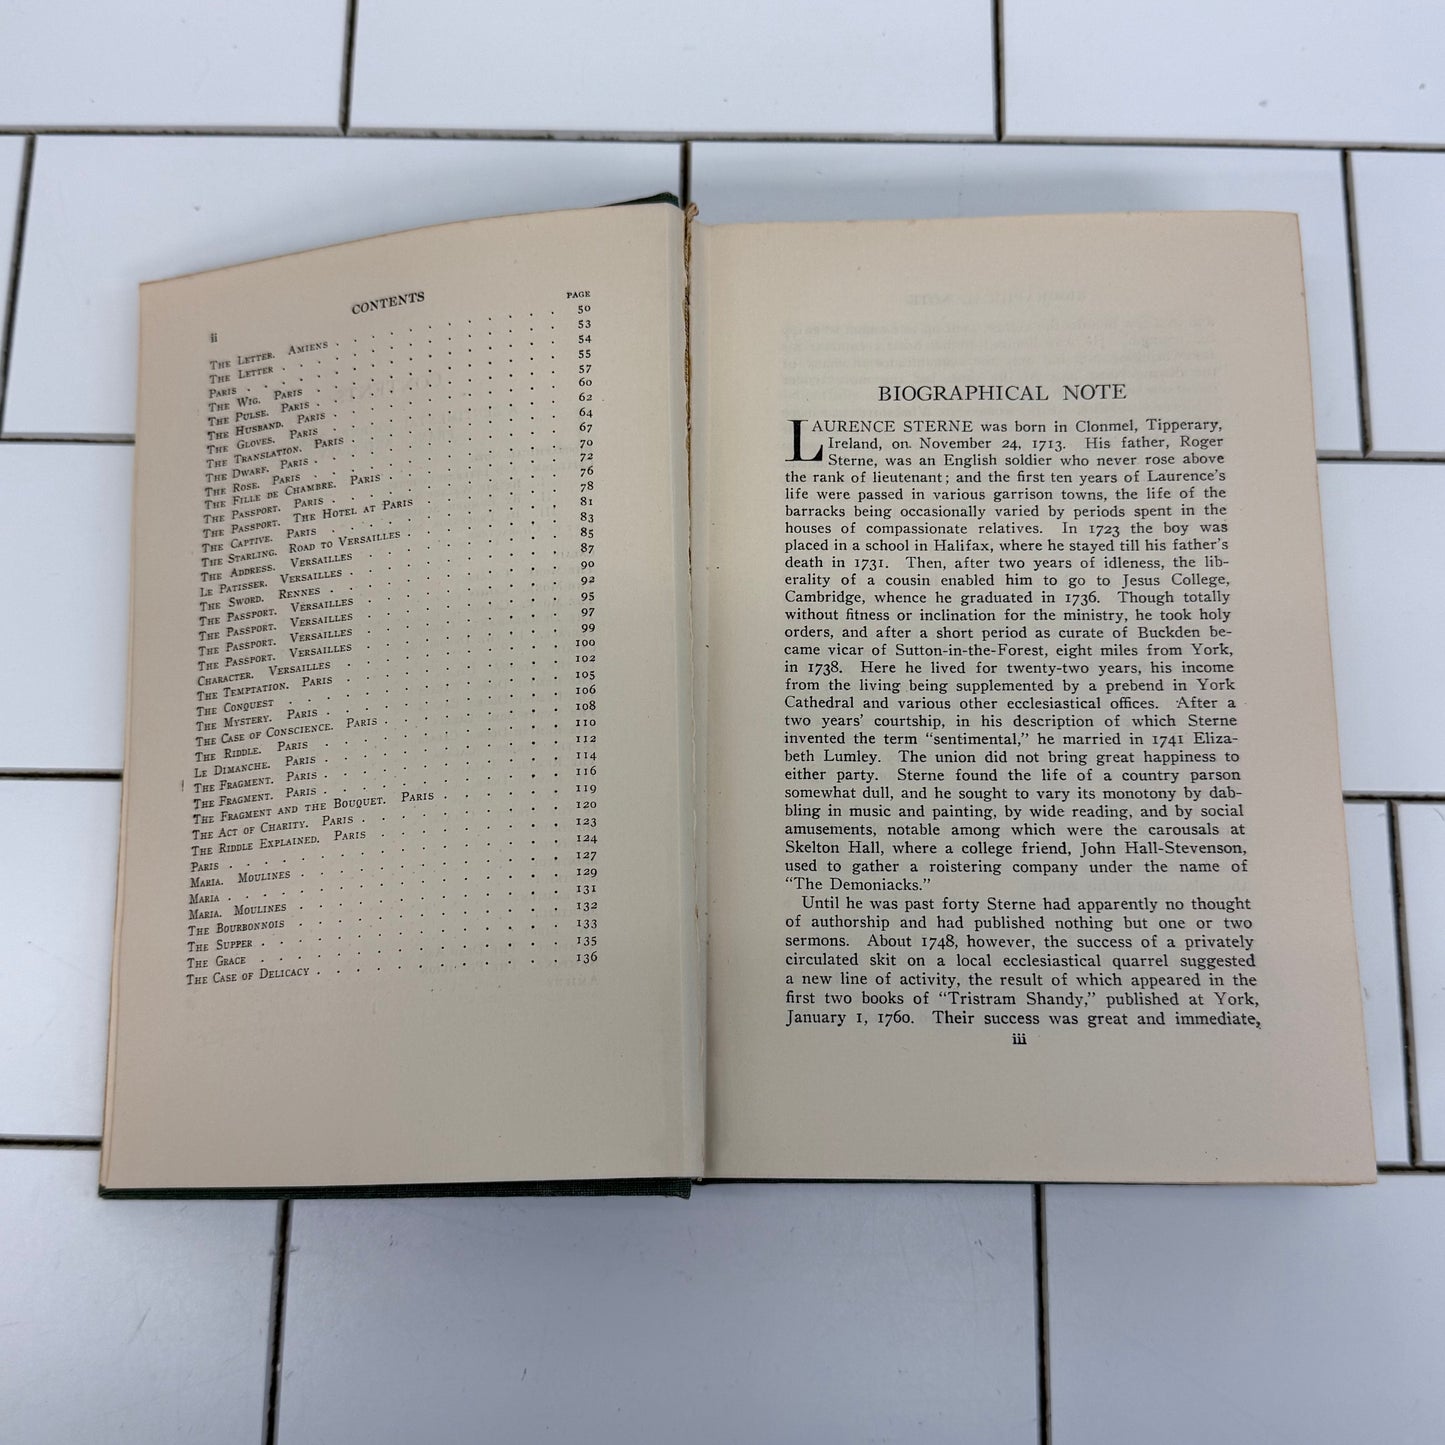 ii
CONTENTS
PAGE
THE LETTER. AMIENS . . . . . . . . . 50
THE LETTER . . . . . . . . . 53
PARIS . . . . . . . . . 54
THE WIG. PARIS . . . . . . . . . 55
THE PULSE. PARIS . . . . . . . . . 57
THE HUSBAND. PARIS . . . . . . . . . 60
THE GLOVES. PARIS . . . . . . . . . 62
THE TRANSLATION. PARIS . . . . . . . . . 64
THE DWARF. PARIS . . . . . . . . . 67
THE ROSE. PARIS . . . . . . . . . 70
THE FILLE DE CHAMBRE. PARIS . . . . . . . . . 72
THE PASSPORT. PARIS . . . . . . . . . 76
THE PASSPORT. THE HOTEL AT PARIS . . . . . . 78
THE CAPTIVE. PARIS . . . . . . . . . 81
THE STARLING. ROAD TO VERSAILLES . . . . . . 83
THE ADDRESS. VERSAILLES . . . . . . . . . 85
LE PATISSER. VERSAILLES . . . . . . . . . 87
THE SWORD. RENNES . . . . . . . . . 90
THE PASSPORT. VERSAILLES . . . . . . . . . 92
THE PASSPORT. VERSAILLES . . . . . . . . . 95
THE PASSPORT. VERSAILLES . . . . . . . . . 97
THE PASSPORT. VERSAILLES . . . . . . . . . 99
CHARACTER. VERSAILLES . . . . . . . . . 100
THE TEMPTATION. PARIS . . . . . . . . . 102
THE CONQUEST . . . . . . . . . 105
THE MYSTERY. PARIS . . . . . . . . . 106
THE CASE OF CONSCIENCE. PARIS . . . . . . . 108
THE RIDDLE. PARIS . . . . . . . . . 110
LE DIMANCHE. PARIS . . . . . . . . . 112
THE FRAGMENT. PARIS . . . . . . . . . 114
THE FRAGMENT. PARIS . . . . . . . . . 116
THE FRAGMENT AND THE BOUQUET. PARIS . . . . . 119
THE ACT OF CHARITY. PARIS . . . . . . . . 120
THE RIDDLE EXPLAINED. PARIS . . . . . . . 123
PARIS . . . . . . . . . 124
MARIA. MOULINES . . . . . . . . . 127
MARIA . . . . . . . . . 129
MARIA. MOULINES . . . . . . . . . 131
THE BOURBONNOIS . . . . . . . . . 132
THE SUPPER . . . . . . . . . 133
THE GRACE . . . . . . . . . 135
THE CASE OF DELICACY . . . . . . . . . 136
BIOGRAPHICAL NOTE
LAURENCE STERNE was born in Clonmel, Tipperary,
Ireland, on November 24, 1713. His father, Roger
Sterne, was an English soldier who never rose above
the rank of lieutenant; and the first ten years of Laurence's
life were passed in various garrison towns, the life of the
barracks being occasionally varied by periods spent in the
houses of compassionate relatives. In 1723 the boy was
placed in a school in Halifax, where he stayed till his father's
death in 1731. Then, after two years of idleness, the lib-
erality of a cousin enabled him to go to Jesus College,
Cambridge, whence he graduated in 1736. Though totally
without fitness or inclination for the ministry, he took holy
orders, and after a short period as curate of Buckden be-
came vicar of Sutton-in-the-Forest, eight miles from York,
in 1738. Here he lived for twenty-two years, his income
from the living being supplemented by a prebend in York
Cathedral and various other ecclesiastical offices. After a
two years' courtship, in his description of which Sterne
invented the term "sentimental," he married in 1741 Eliza-
beth Lumley. The union did not bring great happiness to
either party. Sterne found the life of a country parson
somewhat dull, and he sought to vary its monotony by dab-
bling in music and painting, by wide reading, and by social
amusements, notable among which were the carousals at
Skelton Hall, where a college friend, John Hall-Stevenson,
used to gather a roistering company under the name of
"The Demoniacks."
Until he was past forty Sterne had apparently no thought
of authorship and had published nothing but one or two
sermons. About 1748, however, the success of a privately
circulated skit on a local ecclesiastical quarrel suggested
a new line of activity, the result of which appeared in the
first two books of "Tristram Shandy," published at York,
January 1, 1760. Their success was great and immediate,
iii